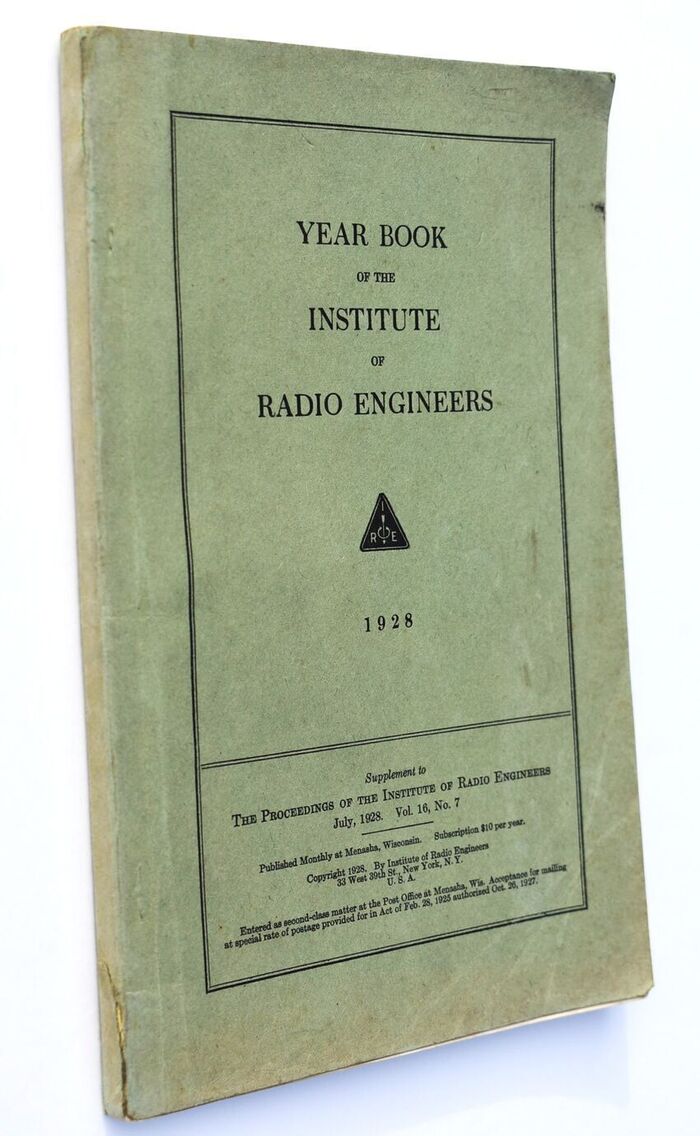 YEAR BOOK
OF THE
INSTITUTE
OF
RADIO ENGINEERS
I
R E
1928
Supplement to
THE PROCEEDINGS OF THE INSTITUTE OF RADIO ENGINEERS
July, 1928. Vol. 16, No. 7
Published Monthly at Menasha, Wisconsin. Subscription $10 per year.
Copyright 1928. By Institute of Radio Engineers
33 West 39th St., New York, N. Y.
U. S. A.
Entered as second-class matter at the Post Office at Menasha, Wis. Acceptance for mailing
at special rate of postage provided for in Act of Feb. 28, 1925 authorized Oct. 26, 1927.